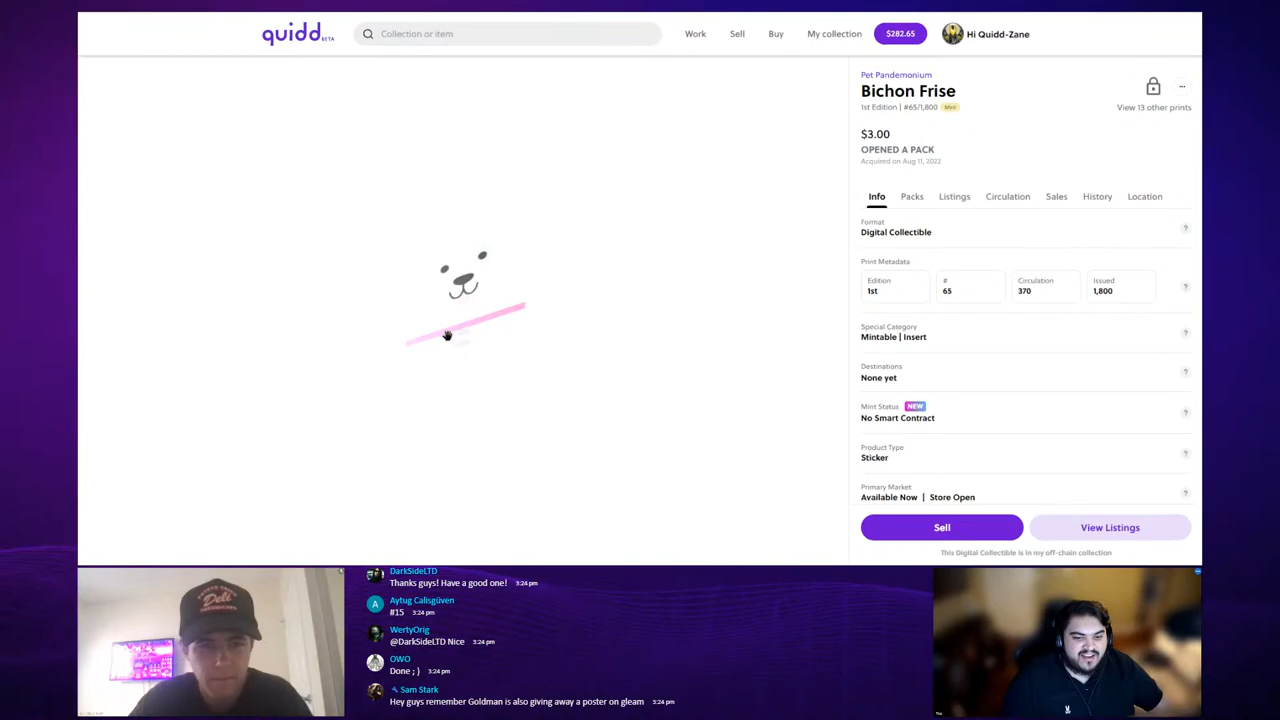 quidd BETA
Collection or item
Work
Sell
Buy
My collection
$282.65
Hi Quidd-Zane
Pet Pandemonium
Bichon Frise
1st Edition | #65/1,800 Mint
View 13 other prints
$3.00
OPENED A PACK
Acquired on Aug 11, 2022
Info
Packs
Listings
Circulation
Sales
History
Location
Format
Digital Collectible
?
Print Metadata
Edition
1st
#
65
Circulation
370
Issued
1,800
?
Special Category
Mintable | Insert
?
Destinations
None yet
?
Mint Status NEW
No Smart Contract
?
Product Type
Sticker
?
Primary Market
Available Now | Store Open
?
Sell
View Listings
This Digital Collectible is in my off-chain collection
DarkSideLTD
Thanks guys! Have a good one! 3:24 pm
A
Aytug Calisgüven
#15 3:24 pm
WertyOrig
@DarkSideLTD Nice 3:24 pm
OWO
Done ; ) 3:24 pm
Sam Stark
Hey guys remember Goldman is also giving away a poster on gleam 3:24 pm
Deli